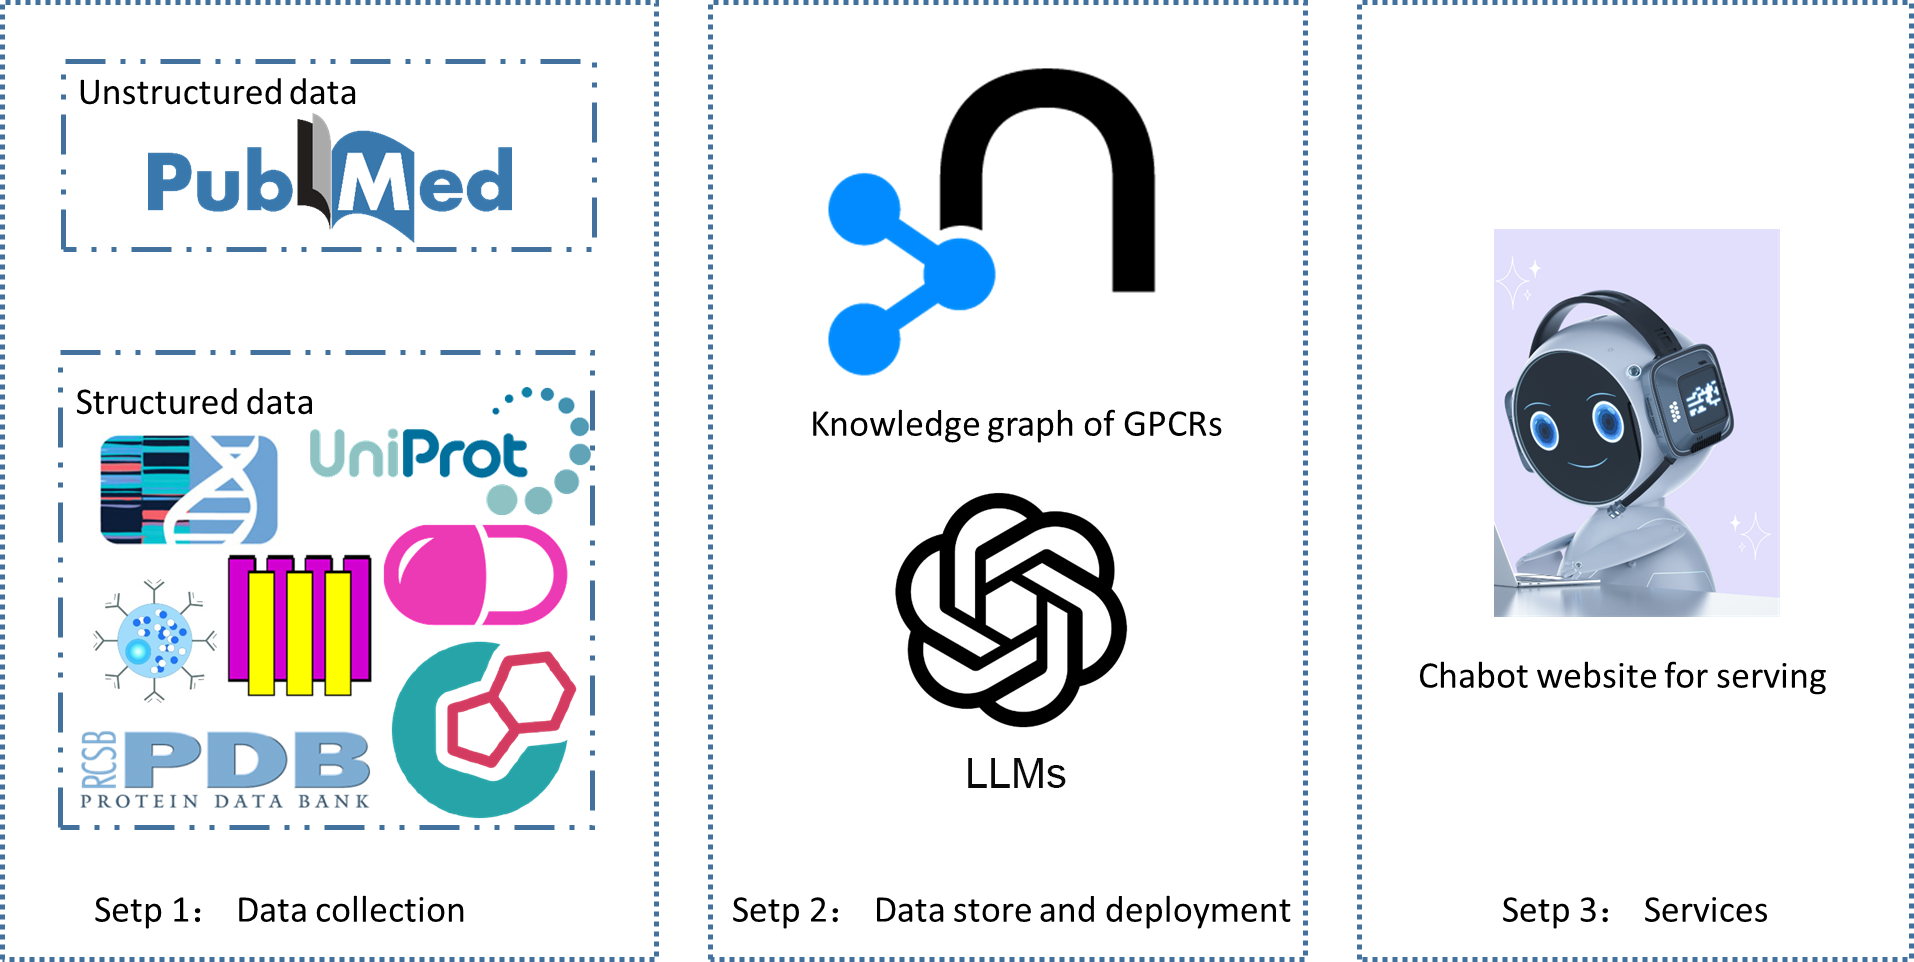 Unstructured data
PubMed
Structured data
UniProt
RCSB
PDB
PROTEIN DATA BANK
Setp 1： Data collection
Knowledge graph of GPCRs
LLMs
Setp 2： Data store and deployment
Chabot website for serving
Setp 3： Services